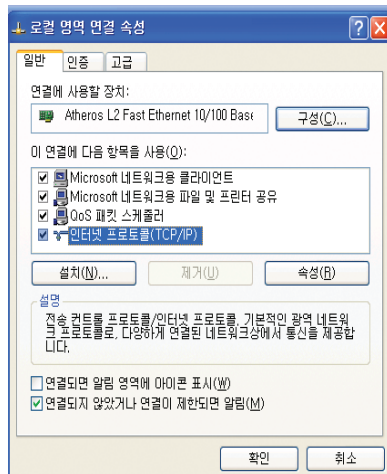 로컬 영역 연결 속성
일반 인증 고급
연결에 사용할 장치:
Atheros L2 Fast Ethernet 10/100 Base
구성(C)...
이 연결에 다음 항목을 사용(O):
Microsoft 네트워크용 클라이언트
Microsoft 네트워크용 파일 및 프린터 공유
QoS 패킷 스케줄러
인터넷 프로토콜(TCP/IP)
설치(N)... 제거(U) 속성(R)
설명
전송 컨트롤 프로토콜/인터넷 프로토콜. 기본적인 광역 네트워
크 프로토콜로, 다양하게 연결된 네트워크상에서 통신을 제공합
니다.
연결되면 알림 영역에 아이콘 표시(W)
연결되지 않았거나 연결이 제한되면 알림(M)
확인 취소